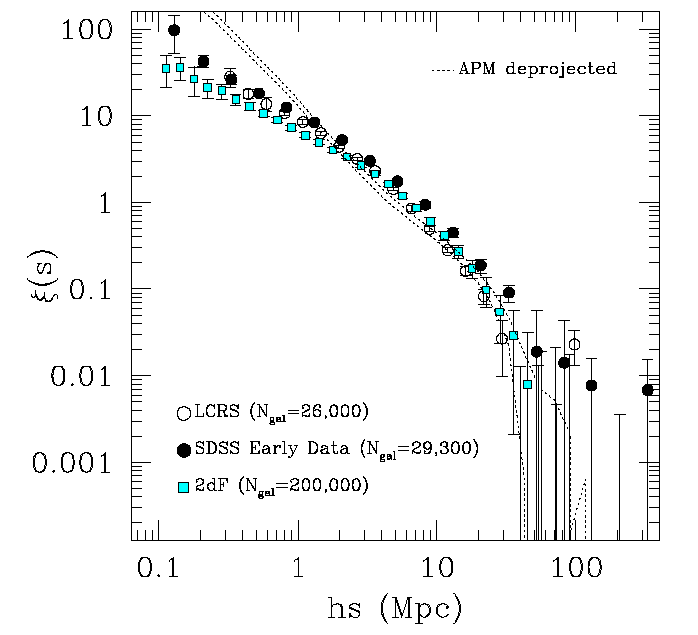 100
10
1
0.1
0.01
0.001
ξ(s)
APM deprojected
LCRS (Ngal=26,000)
SDSS Early Data (Ngal=29,300)
2dF (Ngal=200,000)
0.1 1 10 100
hs (Mpc)